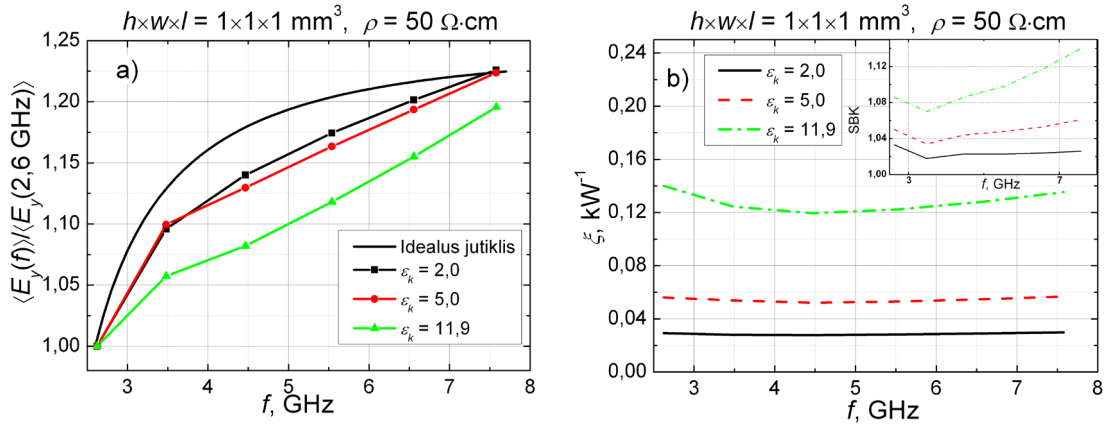 h×w×l = 1×1×1 mm³, ρ = 50 Ω·cm
a)
1,25
1,20
1,15
1,10
1,05
1,00
⟨E_y(f)⟩/⟨E_y(2,6 GHz)⟩
Idealus jutiklis
ε_k = 2,0
ε_k = 5,0
ε_k = 11,9
3 4 5 6 7 8
f, GHz
h×w×l = 1×1×1 mm³, ρ = 50 Ω·cm
b)
0,24
0,20
0,16
0,12
0,08
0,04
0,00
ξ, kW⁻¹
ε_k = 2,0
ε_k = 5,0
ε_k = 11,9
1,12
1,08
1,04
1,00
SBK
3 7
f, GHz
3 4 5 6 7 8
f, GHz